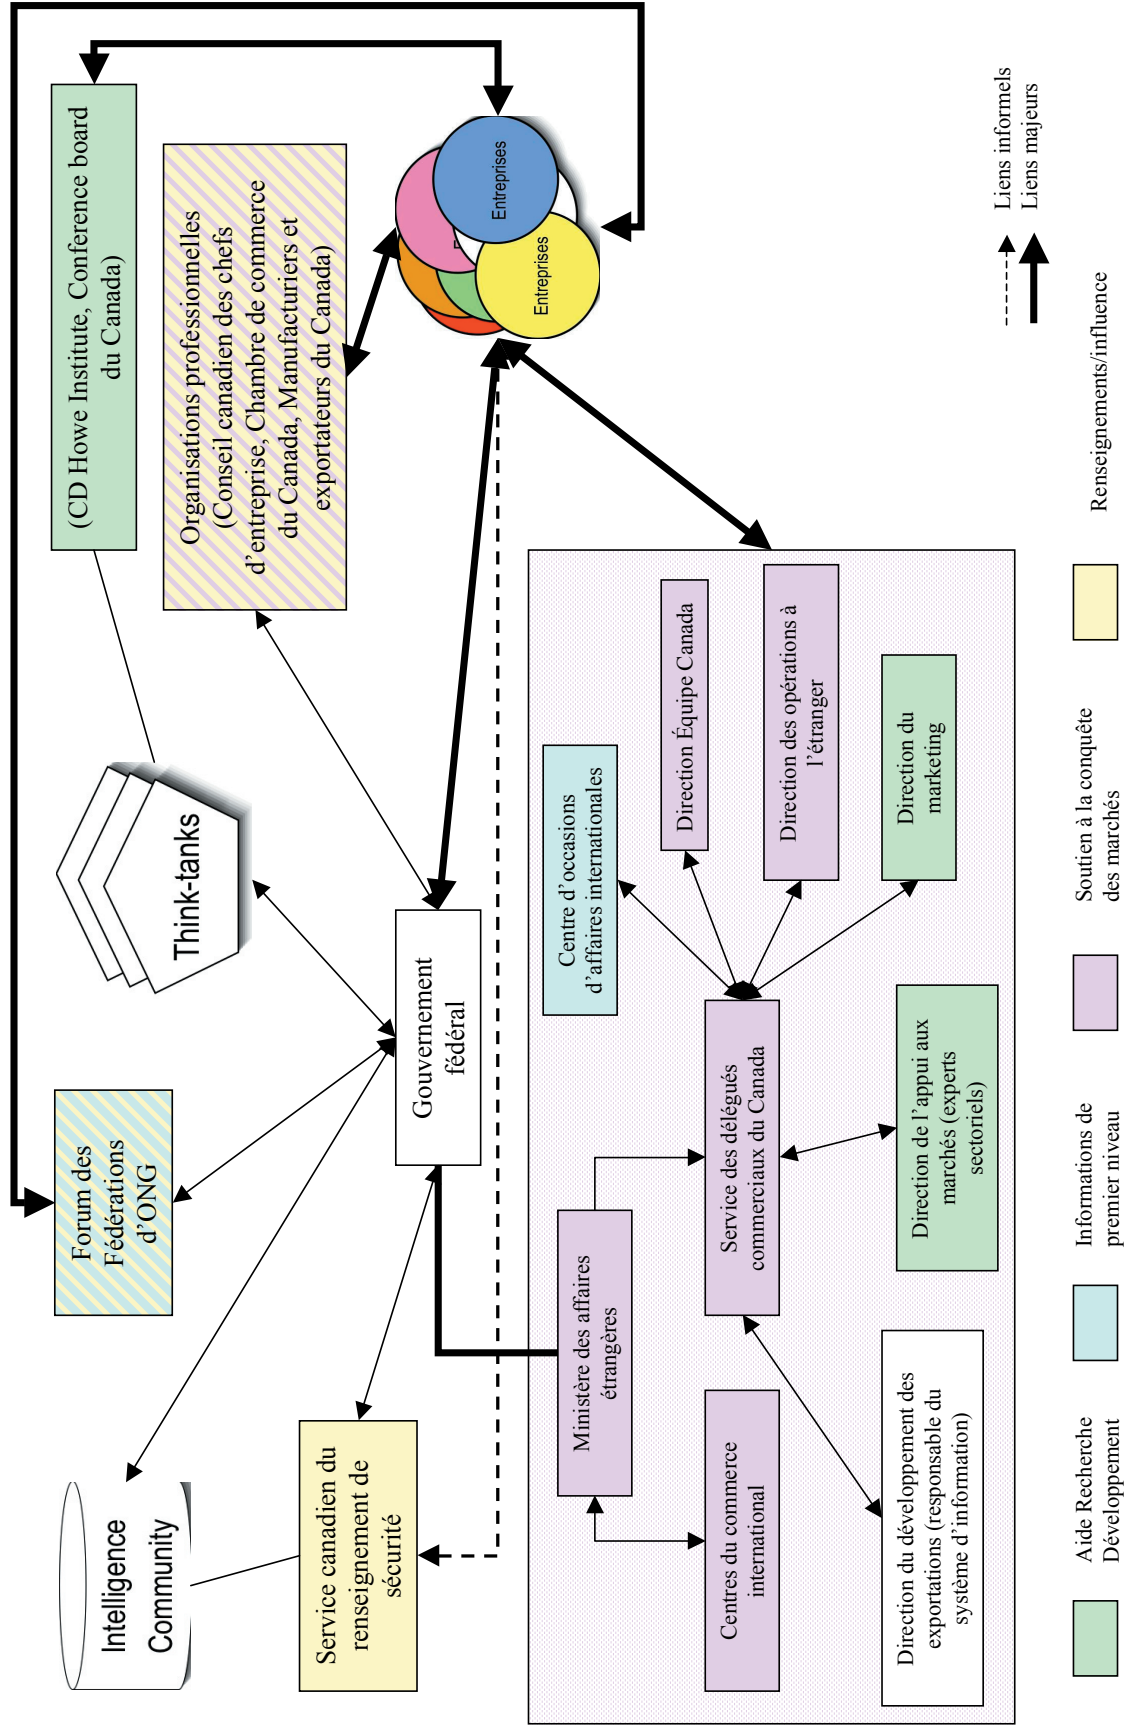 Intelligence
Community
Forum des
Fédérations
d’ONG
Think-tanks
(CD Howe Institute, Conference board
du Canada)
Organisations professionnelles
(Conseil canadien des chefs
d’entreprise, Chambre de commerce
du Canada, Manufacturiers et
exportateurs du Canada)
Service canadien du
renseignement de
sécurité
Gouvernement
fédéral
Entreprises
Entreprises
E
Ministère des affaires
étrangères
Centre d’occasions
d’affaires internationales
Direction Équipe Canada
Centres du commerce
international
Service des délégués
commerciaux du Canada
Direction des opérations à
l’étranger
Direction du développement des
exportations (responsable du
système d’information)
Direction de l’appui aux
marchés (experts
sectoriels)
Direction du
marketing
Liens informels
Liens majeurs
Aide Recherche
Développement
Informations de
premier niveau
Soutien à la conquête
des marchés
Renseignements/influence